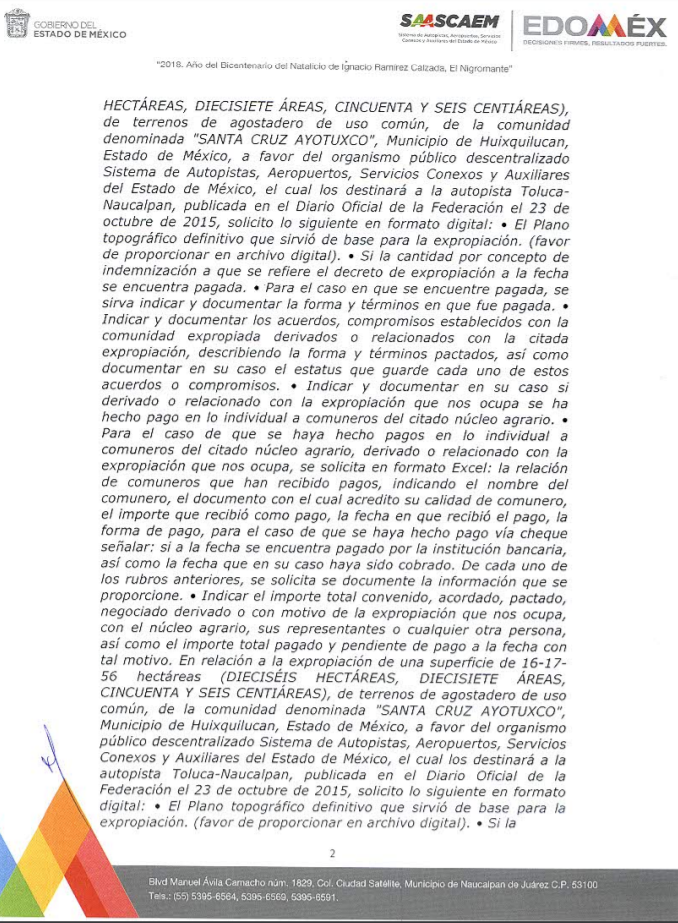 GOBIERNO DEL
ESTADO DE MÉXICO
SAASCAEM
Sistema de Autopistas, Aeropuertos, Servicios
Conexos y Auxiliares del Estado de México
EDOMÉX
DECISIONES FIRMES, RESULTADOS FUERTES.
"2018. Año del Bicentenario del Natalicio de Ignacio Ramírez Calzada, El Nigromante"
HECTÁREAS, DIECISIETE ÁREAS, CINCUENTA Y SEIS CENTIÁREAS),
de terrenos de agostadero de uso común, de la comunidad
denominada "SANTA CRUZ AYOTUXCO", Municipio de Huixquilucan,
Estado de México, a favor del organismo público descentralizado
Sistema de Autopistas, Aeropuertos, Servicios Conexos y Auxiliares
del Estado de México, el cual los destinará a la autopista Toluca-
Naucalpan, publicada en el Diario Oficial de la Federación el 23 de
octubre de 2015, solicito lo siguiente en formato digital: • El Plano
topográfico definitivo que sirvió de base para la expropiación. (favor
de proporcionar en archivo digital). • Si la cantidad por concepto de
indemnización a que se refiere el decreto de expropiación a la fecha
se encuentra pagada. • Para el caso en que se encuentre pagada, se
sirva indicar y documentar la forma y términos en que fue pagada. •
Indicar y documentar los acuerdos, compromisos establecidos con la
comunidad expropiada derivados o relacionados con la citada
expropiación, describiendo la forma y términos pactados, así como
documentar en su caso el estatus que guarde cada uno de estos
acuerdos o compromisos. • Indicar y documentar en su caso si
derivado o relacionado con la expropiación que nos ocupa se ha
hecho pago en lo individual a comuneros del citado núcleo agrario. •
Para el caso de que se haya hecho pagos en lo individual a
comuneros del citado núcleo agrario, derivado o relacionado con la
expropiación que nos ocupa, se solicita en formato Excel: la relación
de comuneros que han recibido pagos, indicando el nombre del
comunero, el documento con el cual acredito su calidad de comunero,
el importe que recibió como pago, la fecha en que recibió el pago, la
forma de pago, para el caso de que se haya hecho pago vía cheque
señalar: si a la fecha se encuentra pagado por la institución bancaria,
así como la fecha que en su caso haya sido cobrado. De cada uno de
los rubros anteriores, se solicita se documente la información que se
proporcione. • Indicar el importe total convenido, acordado, pactado,
negociado derivado o con motivo de la expropiación que nos ocupa,
con el núcleo agrario, sus representantes o cualquier otra persona,
así como el importe total pagado y pendiente de pago a la fecha con
tal motivo. En relación a la expropiación de una superficie de 16-17-
56 hectáreas (DIECISÉIS HECTÁREAS, DIECISIETE ÁREAS,
CINCUENTA Y SEIS CENTIÁREAS), de terrenos de agostadero de uso
común, de la comunidad denominada "SANTA CRUZ AYOTUXCO",
Municipio de Huixquilucan, Estado de México, a favor del organismo
público descentralizado Sistema de Autopistas, Aeropuertos, Servicios
Conexos y Auxiliares del Estado de México, el cual los destinará a la
autopista Toluca-Naucalpan, publicada en el Diario Oficial de la
Federación el 23 de octubre de 2015, solicito lo siguiente en formato
digital: • El Plano topográfico definitivo que sirvió de base para la
expropiación. (favor de proporcionar en archivo digital). • Si la
2
Blvd Manuel Ávila Camacho núm. 1829, Col. Ciudad Satélite, Municipio de Naucalpan de Juárez C.P. 53100
Tels.: (55) 5395-6564, 5395-6569, 5395-6591.